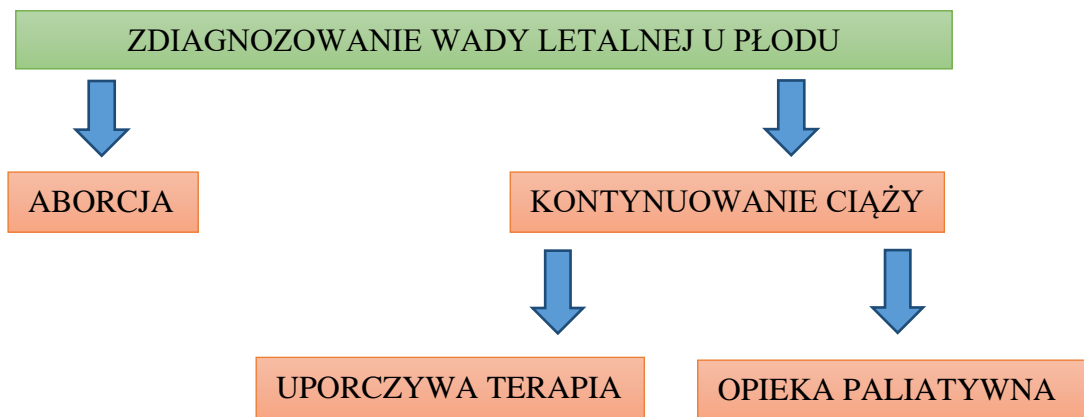 ZDIAGNOZOWANIE WADY LETALNEJ U PŁODU
ABORCJA
KONTYNUOWANIE CIĄŻY
UPORCZYWA TERAPIA
OPIEKA PALIATYWNA